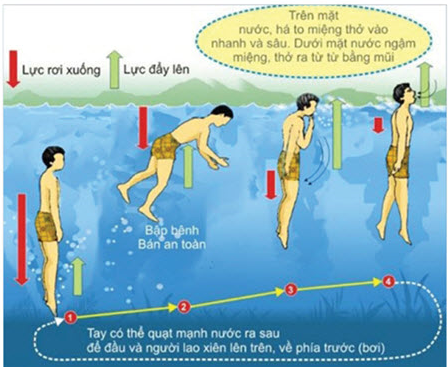 Trên mặt
nước, há to miệng thở vào
nhanh và sâu. Dưới mặt nước ngậm
miệng, thở ra từ từ bằng mũi
Lực rơi xuống
Lực đẩy lên
Bập bênh
Bán an toàn
1
2
3
4
Tay có thể quạt mạnh nước ra sau
để đầu và người lao xiên lên trên, về phía trước (bơi)